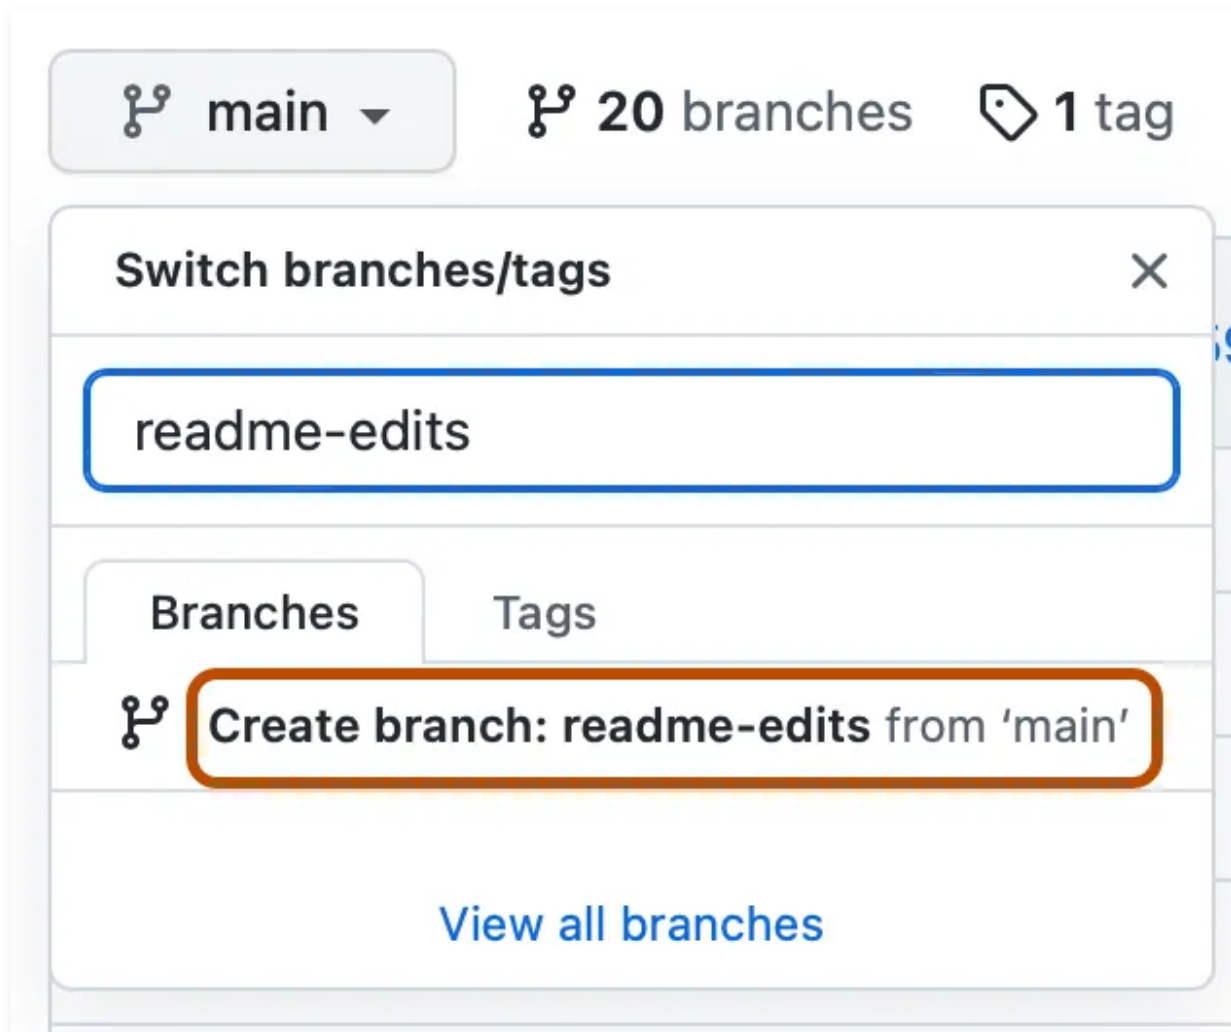 main
20 branches
1 tag
Switch branches/tags
readme-edits
Branches
Tags
Create branch: readme-edits from ‘main’
View all branches